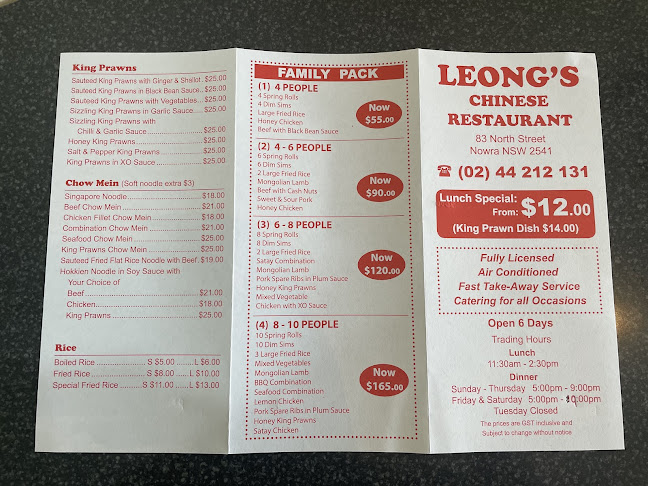 King Prawns
Sauteed King Prawns with Ginger & Shallot . $25.00
Sauteed King Prawns in Black Bean Sauce.. $25.00
Sauteed King Prawns with Vegetables... $25.00
Sizzling King Prawns in Garlic Sauce..... $25.00
Sizzling King Prawns with
Chilli & Garlic Sauce ................. $25.00
Honey King Prawns..................... $25.00
Salt & Pepper King Prawns ............ $25.00
King Prawns in XO Sauce............... $25.00
Chow Mein (Soft noodle extra $3)
Singapore Noodle...................... $18.00
Beef Chow Mein ....................... $21.00
Chicken Fillet Chow Mein.............. $18.00
Combination Chow Mein ................ $21.00
Seafood Chow Mein .................... $25.00
King Prawns Chow Mein ................ $25.00
Sauteed Fried Flat Rice Noodle with Beef. $19.00
Hokkien Noodle in Soy Sauce with
Your Choice of
Beef.................................. $21.00
Chicken............................... $18.00
King Prawns .......................... $25.00
Rice
Boiled Rice .................. S $5.00 ...... L $6.00
Fried Rice ................... S $8.00 ..... L $10.00
Special Fried Rice ........... S $11.00 ..... L $13.00
FAMILY PACK
(1) 4 PEOPLE
4 Spring Rolls
4 Dim Sims
Large Fried Rice
Honey Chicken
Beef with Black Bean Sauce
Now
$55.00
(2) 4 - 6 PEOPLE
6 Spring Rolls
6 Dim Sims
2 Large Fried Rice
Mongolian Lamb
Beef with Cash Nuts
Sweet & Sour Pork
Honey Chicken
Now
$90.00
(3) 6 - 8 PEOPLE
8 Spring Rolls
8 Dim Sims
2 Large Fried Rice
Satay Combination
Mongolian Lamb
Pork Spare Ribs in Plum Sauce
Honey King Prawns
Mixed Vegetable
Chicken with XO Sauce
Now
$120.00
(4) 8 - 10 PEOPLE
10 Spring Rolls
10 Dim Sims
3 Large Fried Rice
Mixed Vegetables
Mongolian Lamb
BBQ Combination
Seafood Combination
Lemon Chicken
Pork Spare Ribs in Plum Sauce
Honey King Prawns
Satay Chicken
Now
$165.00
LEONG'S
CHINESE
RESTAURANT
83 North Street
Nowra NSW 2541
☎ (02) 44 212 131
Lunch Special:
From: $12.00
(King Prawn Dish $14.00)
Fully Licensed
Air Conditioned
Fast Take-Away Service
Catering for all Occasions
Open 6 Days
Trading Hours
Lunch
11:30am - 2:30pm
Dinner
Sunday - Thursday 5:00pm - 9:00pm
Friday & Saturday 5:00pm -
Tuesday Closed
The prices are GST inclusive and
Subject to change without notice